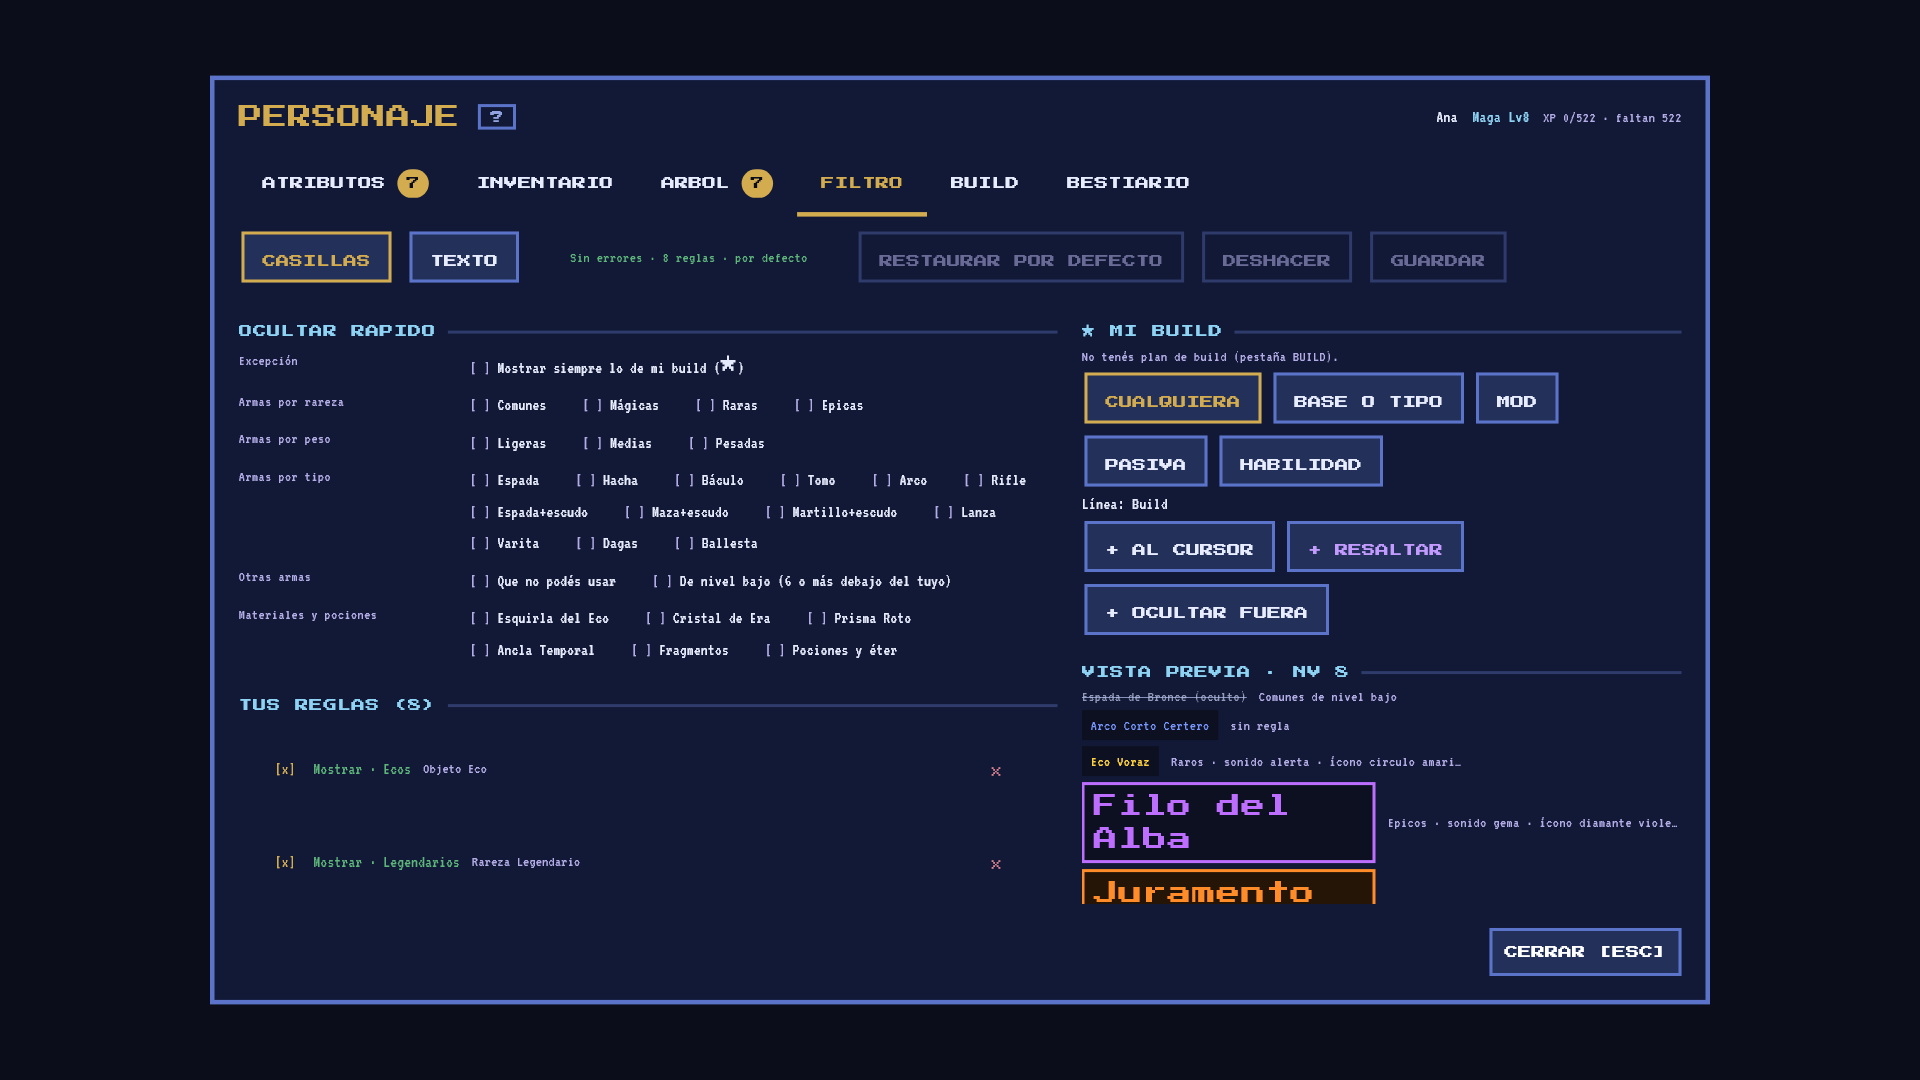 PERSONAJE ?
Ana Maga Lv8 XP 0/522 · faltan 522
ATRIBUTOS 7 INVENTARIO ARBOL 7 FILTRO BUILD BESTIARIO
CASILLAS TEXTO Sin errores · 8 reglas · por defecto RESTAURAR POR DEFECTO DESHACER GUARDAR
OCULTAR RAPIDO
Excepción [ ] Mostrar siempre lo de mi build (★)
Armas por rareza [ ] Comunes [ ] Mágicas [ ] Raras [ ] Epicas
Armas por peso [ ] Ligeras [ ] Medias [ ] Pesadas
Armas por tipo [ ] Espada [ ] Hacha [ ] Báculo [ ] Tomo [ ] Arco [ ] Rifle
[ ] Espada+escudo [ ] Maza+escudo [ ] Martillo+escudo [ ] Lanza
[ ] Varita [ ] Dagas [ ] Ballesta
Otras armas [ ] Que no podés usar [ ] De nivel bajo (6 o más debajo del tuyo)
Materiales y pociones [ ] Esquirla del Eco [ ] Cristal de Era [ ] Prisma Roto
[ ] Ancla Temporal [ ] Fragmentos [ ] Pociones y éter
TUS REGLAS (8)
[x] Mostrar · Ecos Objeto Eco ×
[x] Mostrar · Legendarios Rareza Legendario ×
★ MI BUILD
No tenés plan de build (pestaña BUILD).
CUALQUIERA BASE O TIPO MOD
PASIVA HABILIDAD
Línea: Build
+ AL CURSOR + RESALTAR
+ OCULTAR FUERA
VISTA PREVIA · NV 8
Espada de Bronce (oculto) Comunes de nivel bajo
Arco Corto Certero sin regla
Eco Voraz Raros · sonido alerta · ícono circulo amari…
Filo del
Alba
Epicos · sonido gema · ícono diamante viole…
Juramento
CERRAR [ESC]